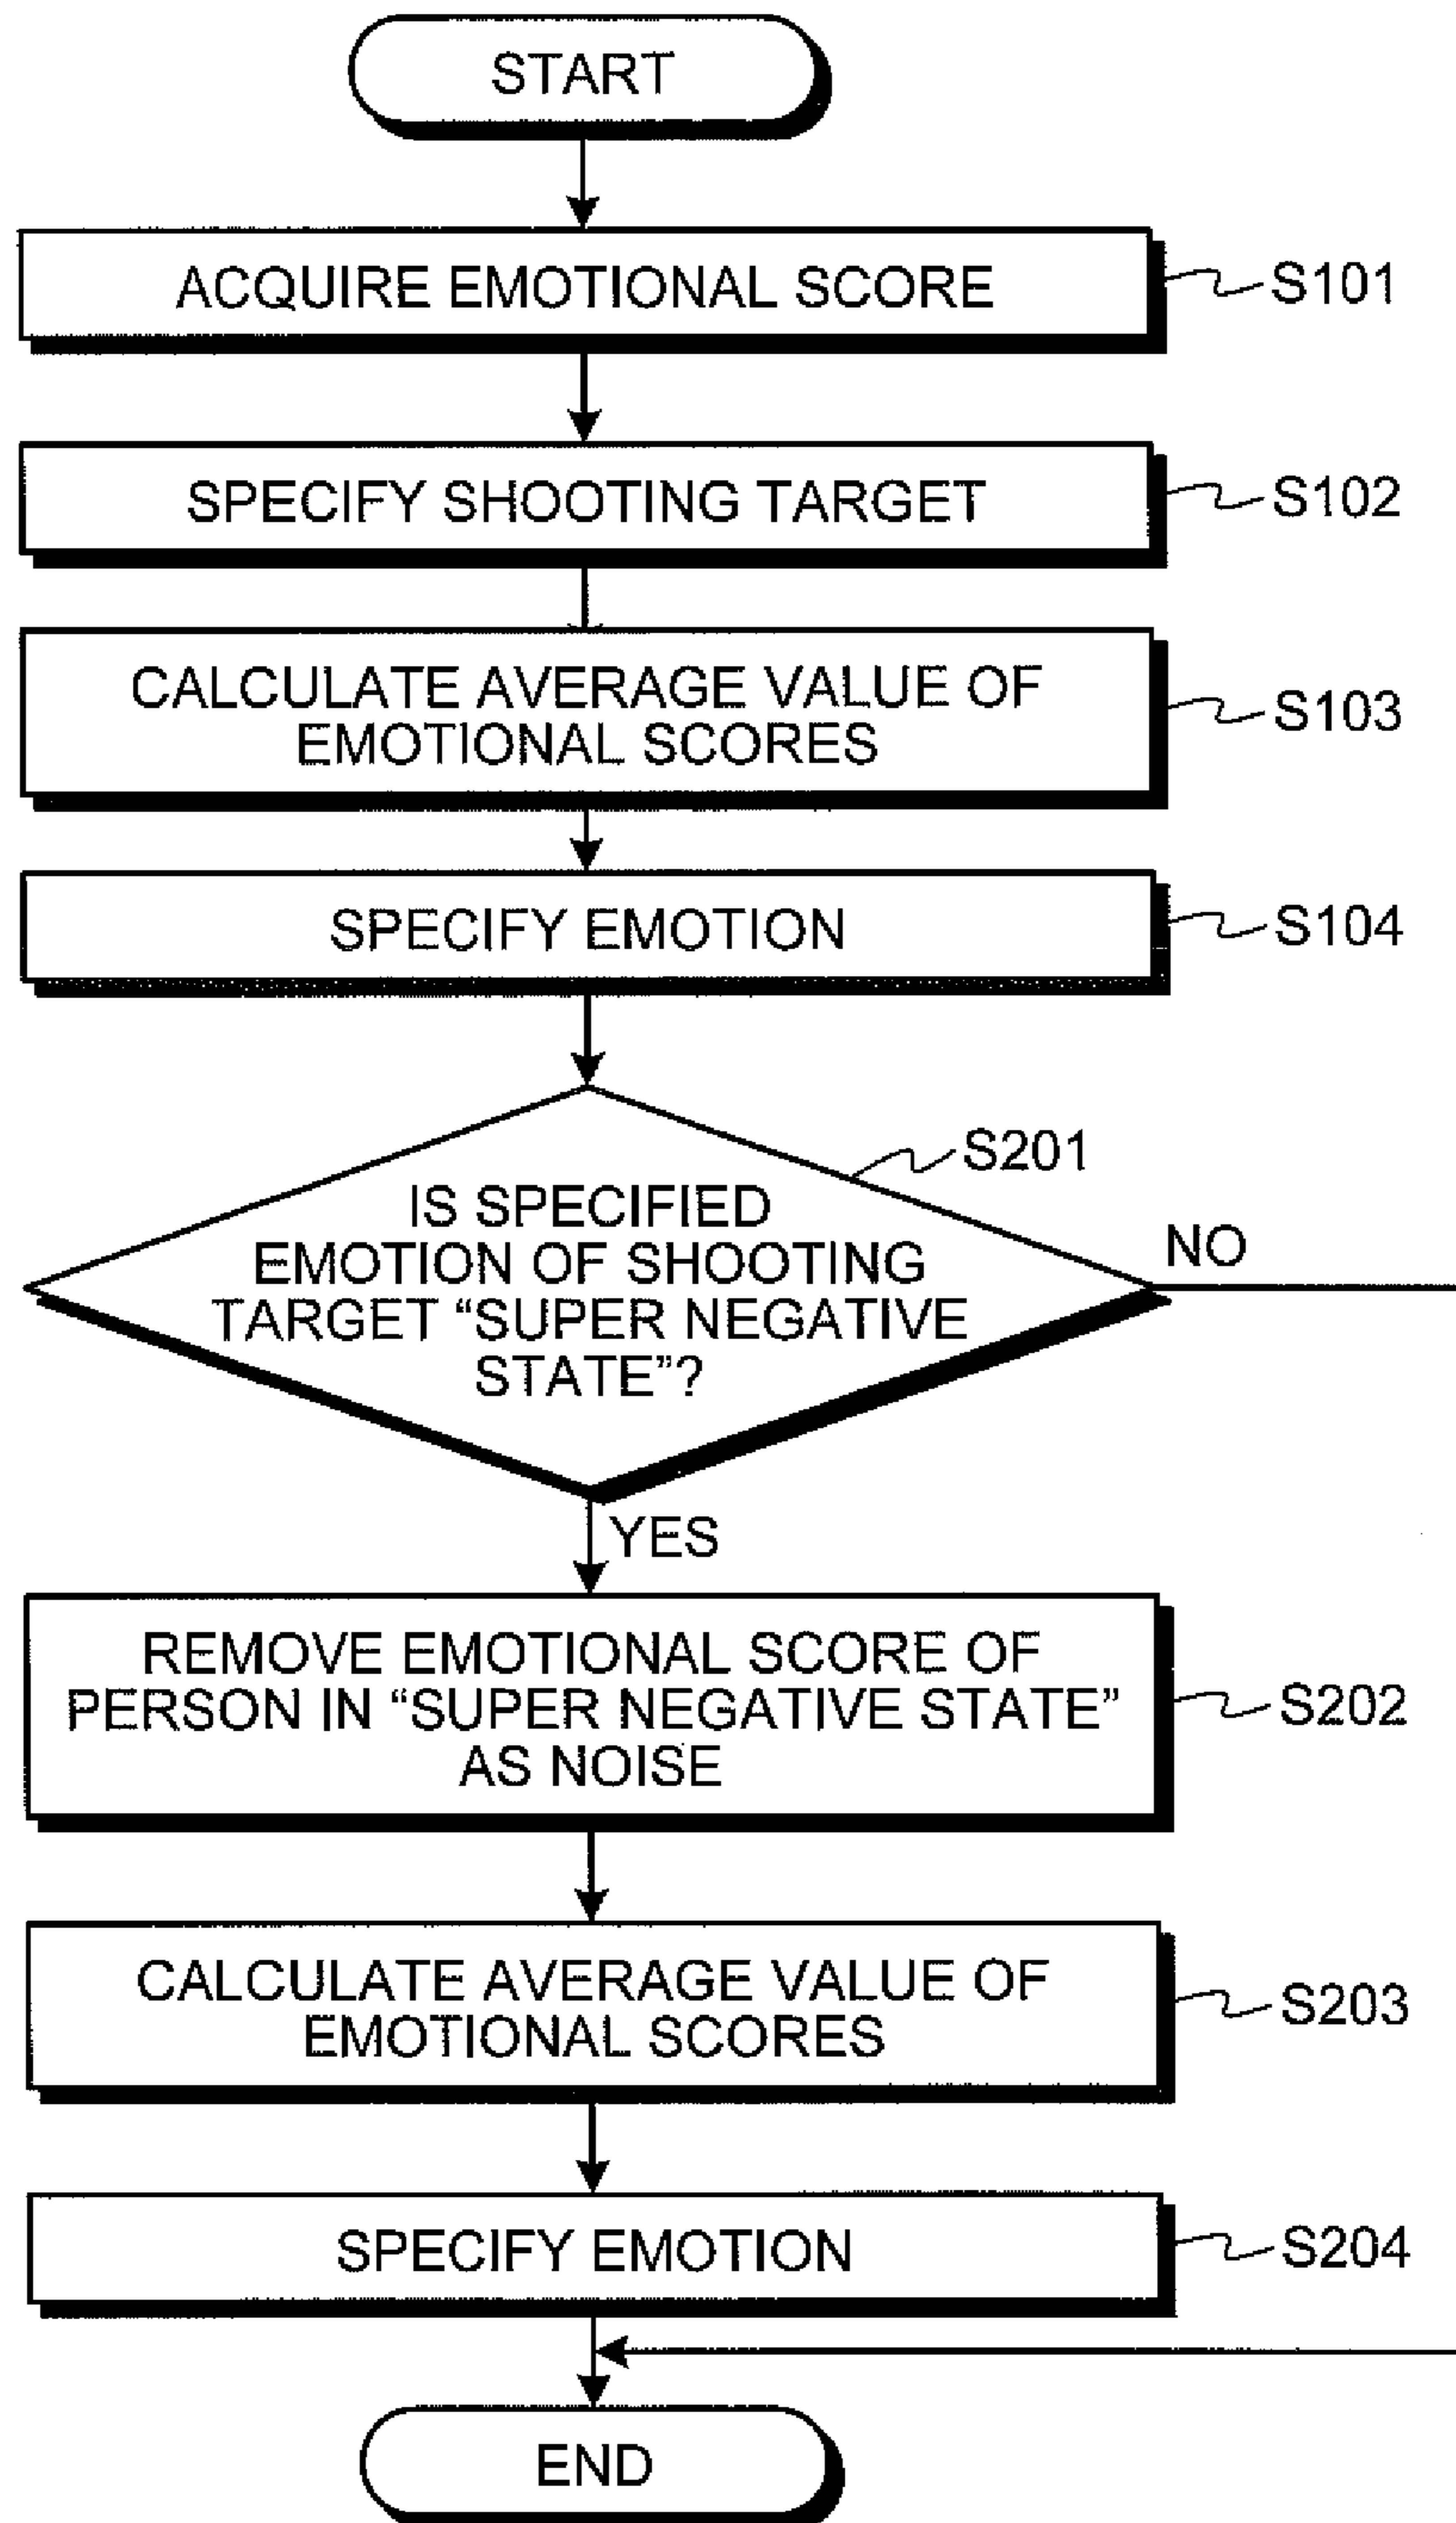 START
ACQUIRE EMOTIONAL SCORE
S101
SPECIFY SHOOTING TARGET
S102
CALCULATE AVERAGE VALUE OF
EMOTIONAL SCORES
S103
SPECIFY EMOTION
S104
S201
IS SPECIFIED
EMOTION OF SHOOTING
TARGET “SUPER NEGATIVE
STATE”?
NO
YES
REMOVE EMOTIONAL SCORE OF
PERSON IN “SUPER NEGATIVE STATE”
AS NOISE
S202
CALCULATE AVERAGE VALUE OF
EMOTIONAL SCORES
S203
SPECIFY EMOTION
S204
END